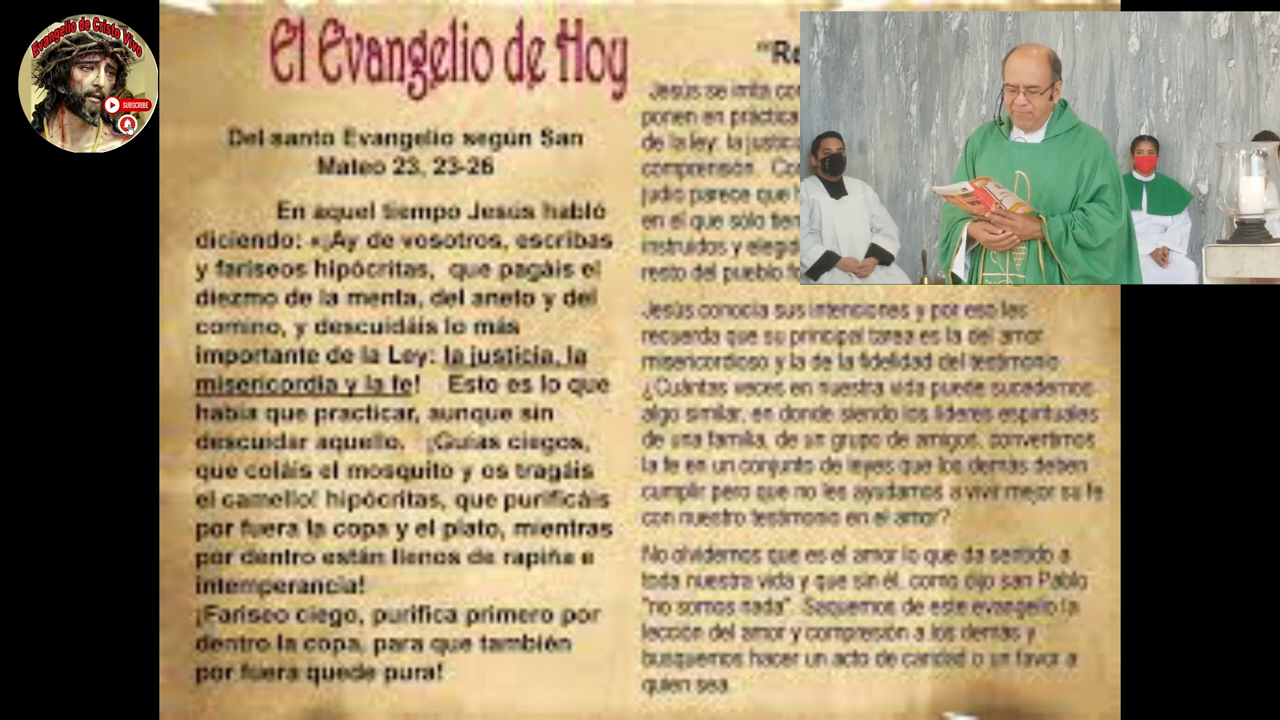 Evangelio de Cristo Vivo
SUBSCRIBE
El Evangelio de Hoy
Del santo Evangelio según San
Mateo 23, 23-26
En aquel tiempo Jesús habló
diciendo: «¡Ay de vosotros, escribas
y fariseos hipócritas, que pagáis el
diezmo de la menta, del aneto y del
comino, y descuidáis lo más
importante de la Ley: la justicia, la
misericordia y la fe! Esto es lo que
había que practicar, aunque sin
descuidar aquello. ¡Guías ciegos,
que coláis el mosquito y os tragáis
el camello! hipócritas, que purificáis
por fuera la copa y el plato, mientras
por dentro están llenos de rapiña e
intemperancia!
¡Fariseo ciego, purifica primero por
dentro la copa, para que también
por fuera quede pura!
"Re
Jesús se irrita con
ponen en práctica
de la ley: la justicia
comprensión. Co
judío parece que
en el que sólo tien
instruidos y elegid
resto del pueblo fo
Jesús conocía sus intenciones y por eso les
recuerda que su principal tarea es la del amor
misericordioso y la de la fidelidad del testimonio.
¿Cuántas veces en nuestra vida puede sucedernos
algo similar, en donde siendo los líderes espirituales
de una familia, de un grupo de amigos, convertimos
la fe en un conjunto de leyes que los demás deben
cumplir pero que no les ayudamos a vivir mejor su fe
con nuestro testimonio en el amor?
No olvidemos que es el amor lo que da sentido a
toda nuestra vida y que sin él, como dijo san Pablo
"no somos nada". Saquemos de este evangelio la
lección del amor y compresión a los demás y
busquemos hacer un acto de caridad o un favor a
quien sea.